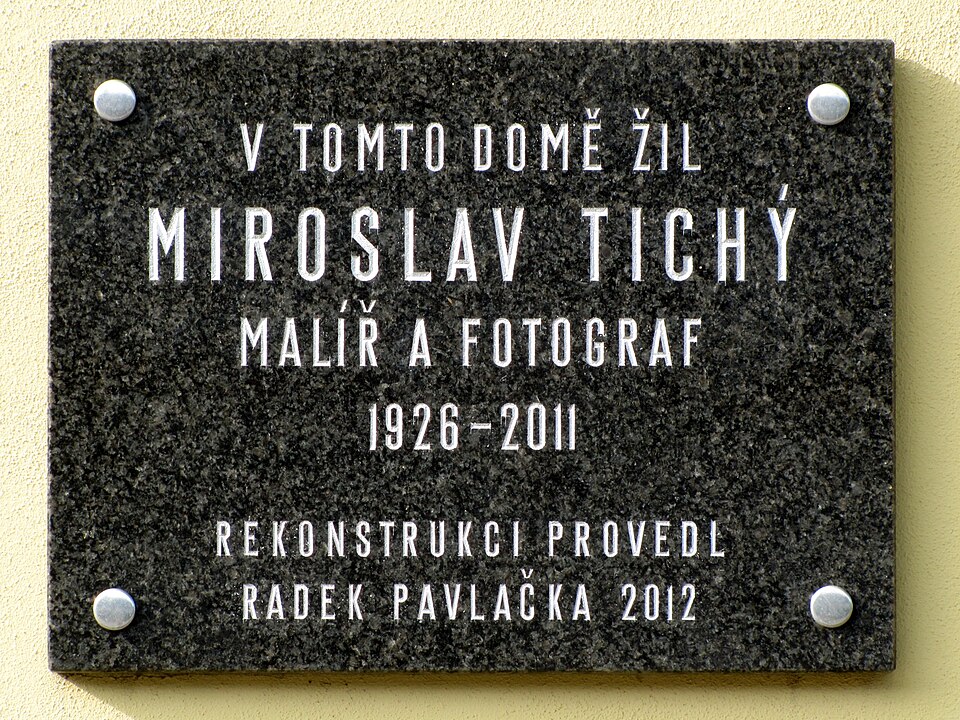 V TOMTO DOMĚ ŽIL
MIROSLAV TICHÝ
MALÍŘ A FOTOGRAF
1926–2011
REKONSTRUKCI PROVEDL
RADEK PAVLAČKA 2012